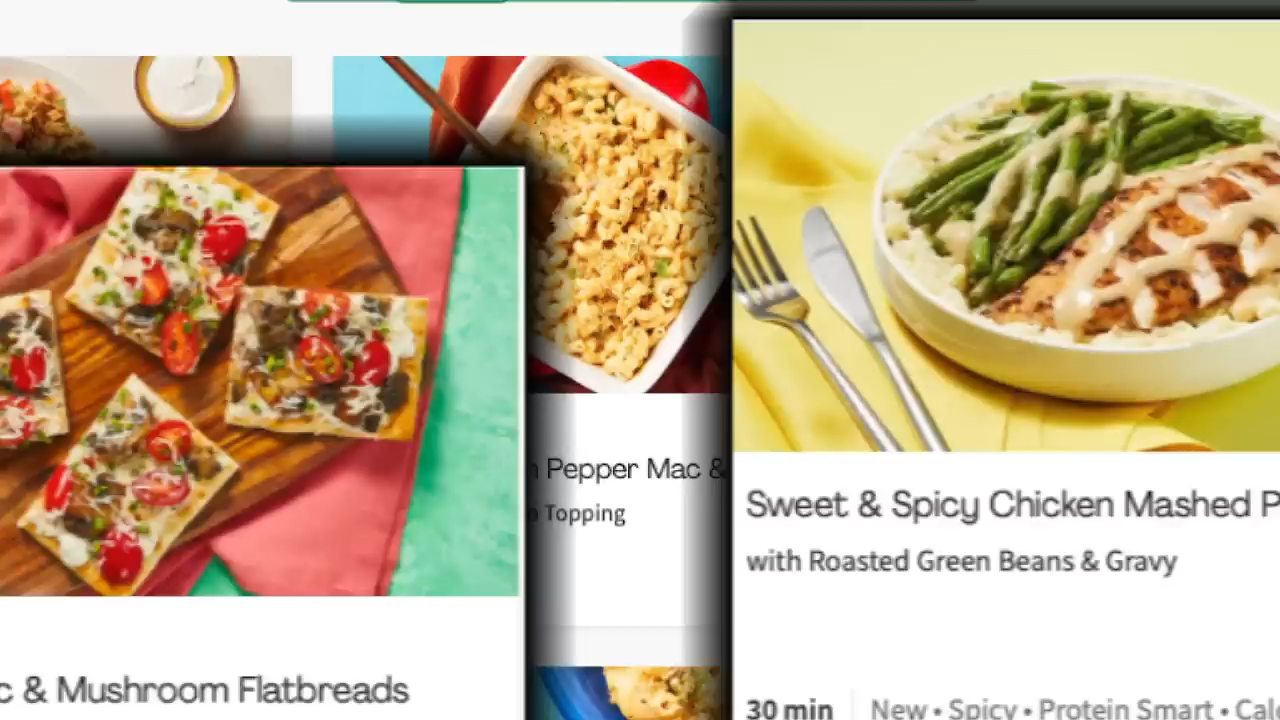 Pepper Mac &
Topping
Sweet & Spicy Chicken Mashed P
with Roasted Green Beans & Gravy
c & Mushroom Flatbreads
30 min
New • Spicy • Protein Smart • Calo